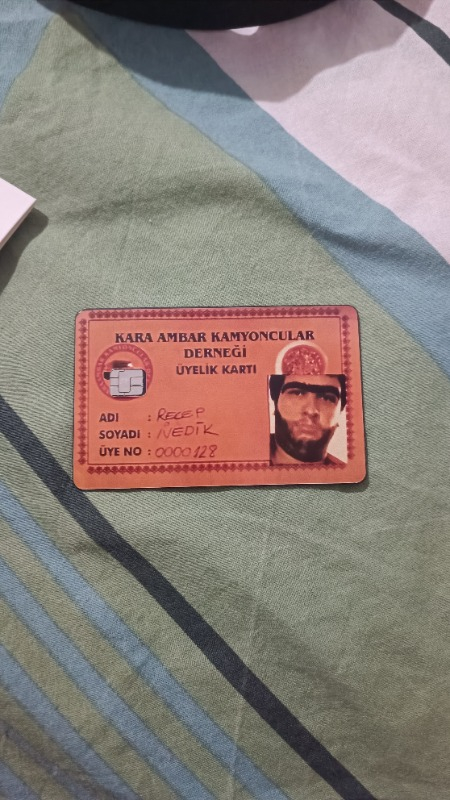 KARA AMBAR KAMYONCULAR
DERNEĞİ
ÜYELİK KARTI
ADI : RECEP
SOYADI : İVEDİK
ÜYE NO : 0000128